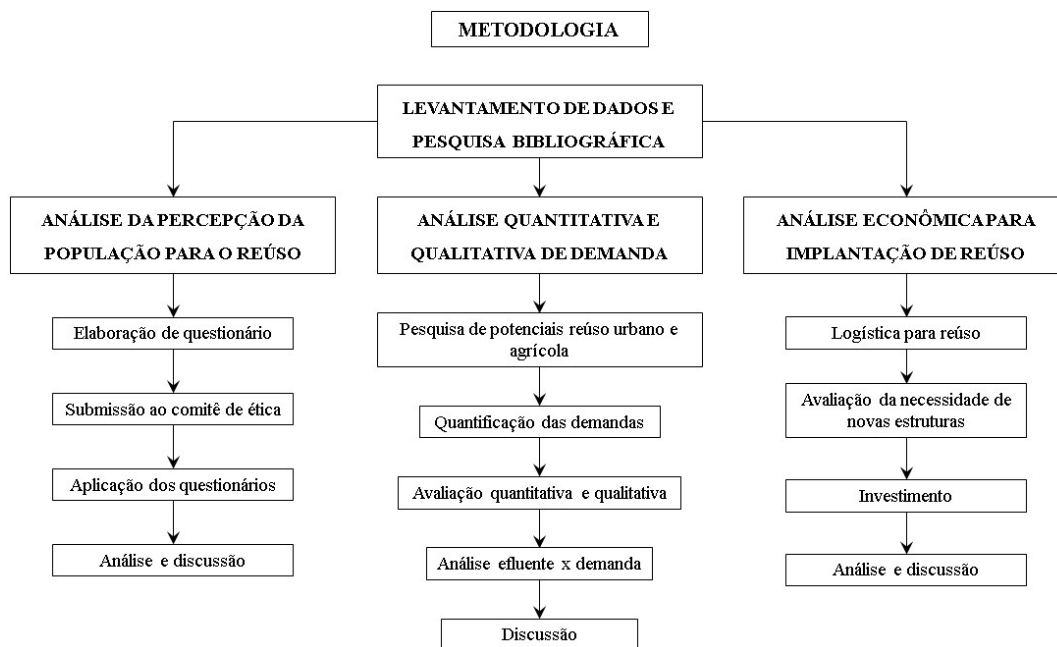 METODOLOGIA
LEVANTAMENTO DE DADOS E
PESQUISA BIBLIOGRÁFICA
ANÁLISE DA PERCEPÇÃO DA
POPULAÇÃO PARA O REÚSO
Elaboração de questionário
Submissão ao comitê de ética
Aplicação dos questionários
Análise e discussão
ANÁLISE QUANTITATIVA E
QUALITATIVA DE DEMANDA
Pesquisa de potenciais reúso urbano e
agrícola
Quantificação das demandas
Avaliação quantitativa e qualitativa
Análise efluente x demanda
Discussão
ANÁLISE ECONÔMICA PARA
IMPLANTAÇÃO DE REÚSO
Logística para reúso
Avaliação da necessidade de
novas estruturas
Investimento
Análise e discussão